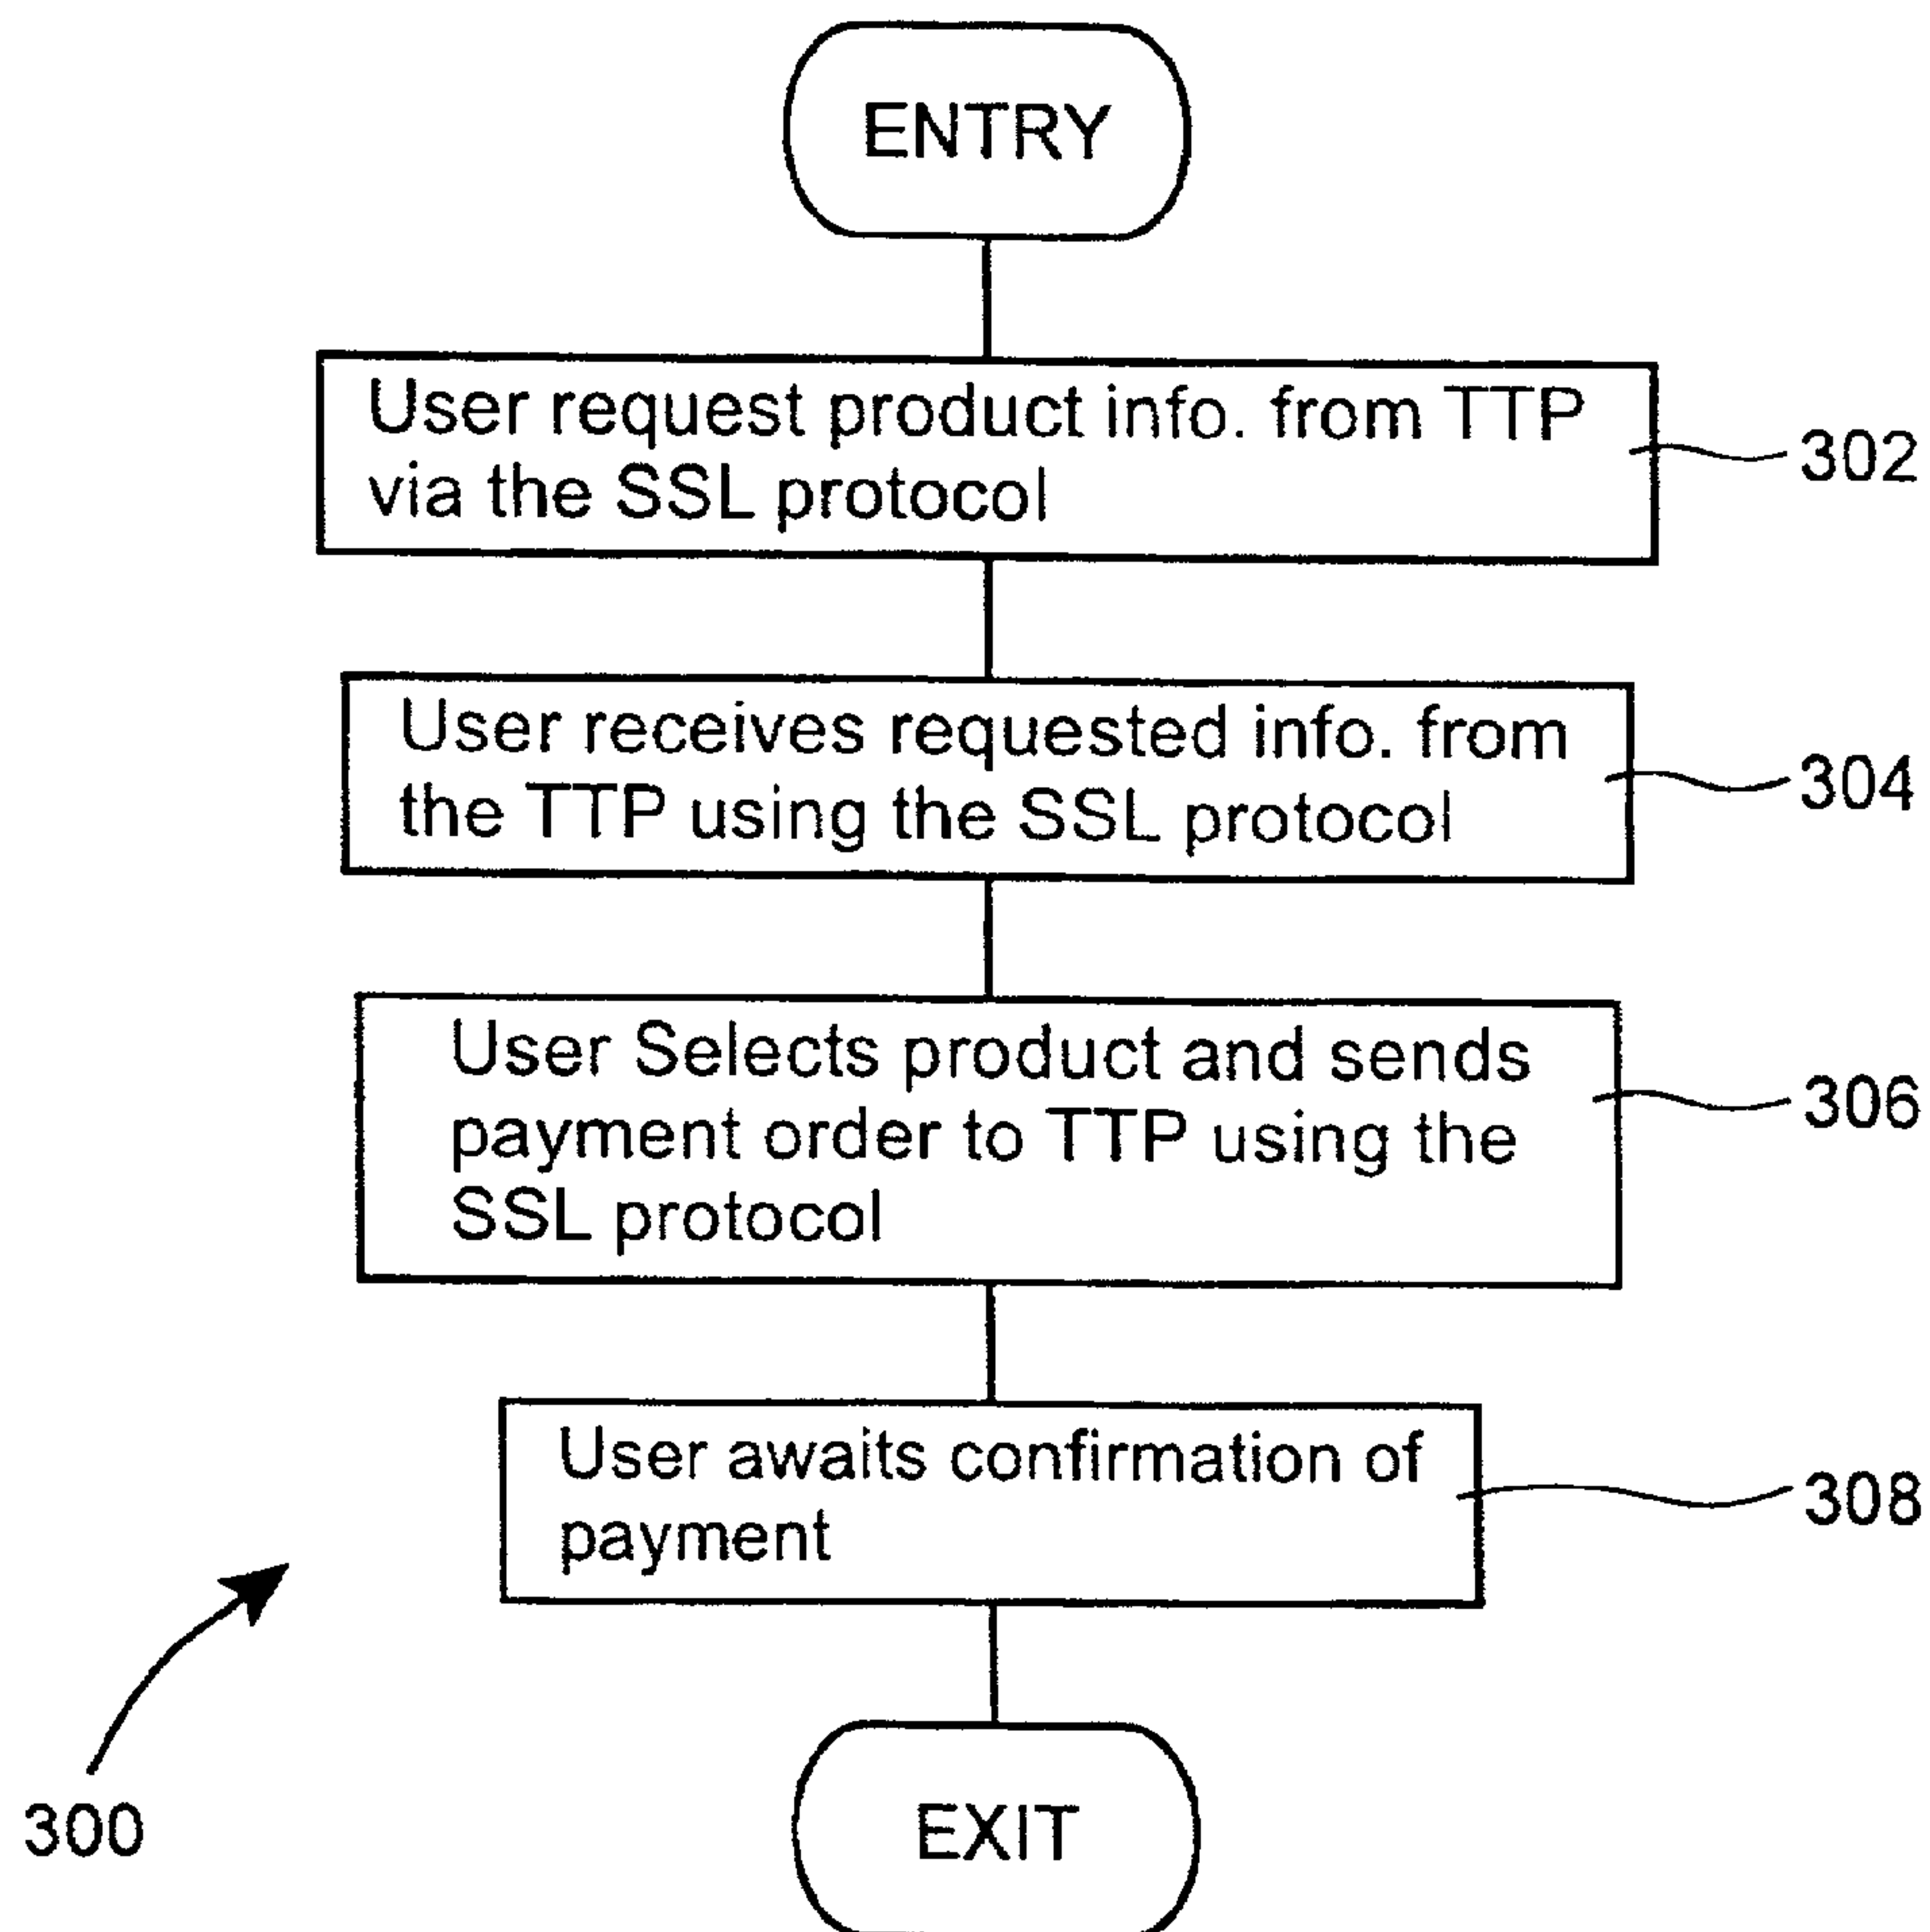 ENTRY
User request product info. from TTP
via the SSL protocol
302
User receives requested info. from
the TTP using the SSL protocol
304
User Selects product and sends
payment order to TTP using the
SSL protocol
306
User awaits confirmation of
payment
308
300
EXIT